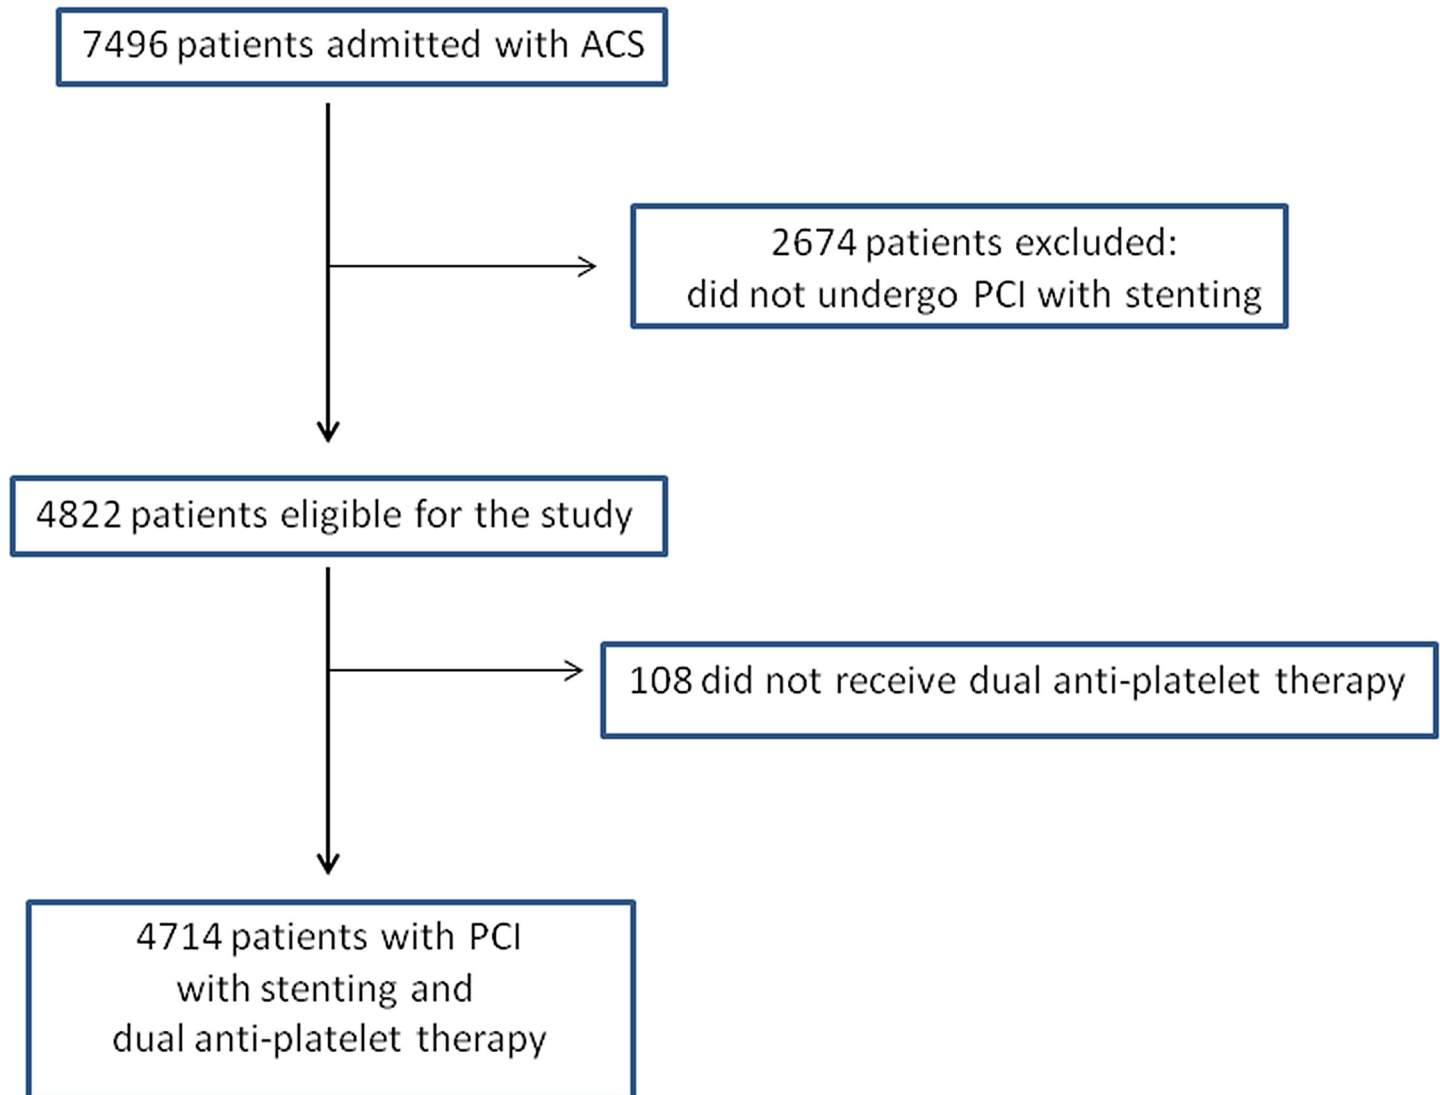 7496 patients admitted with ACS
2674 patients excluded:
did not undergo PCI with stenting
4822 patients eligible for the study
108 did not receive dual anti-platelet therapy
4714 patients with PCI
with stenting and
dual anti-platelet therapy